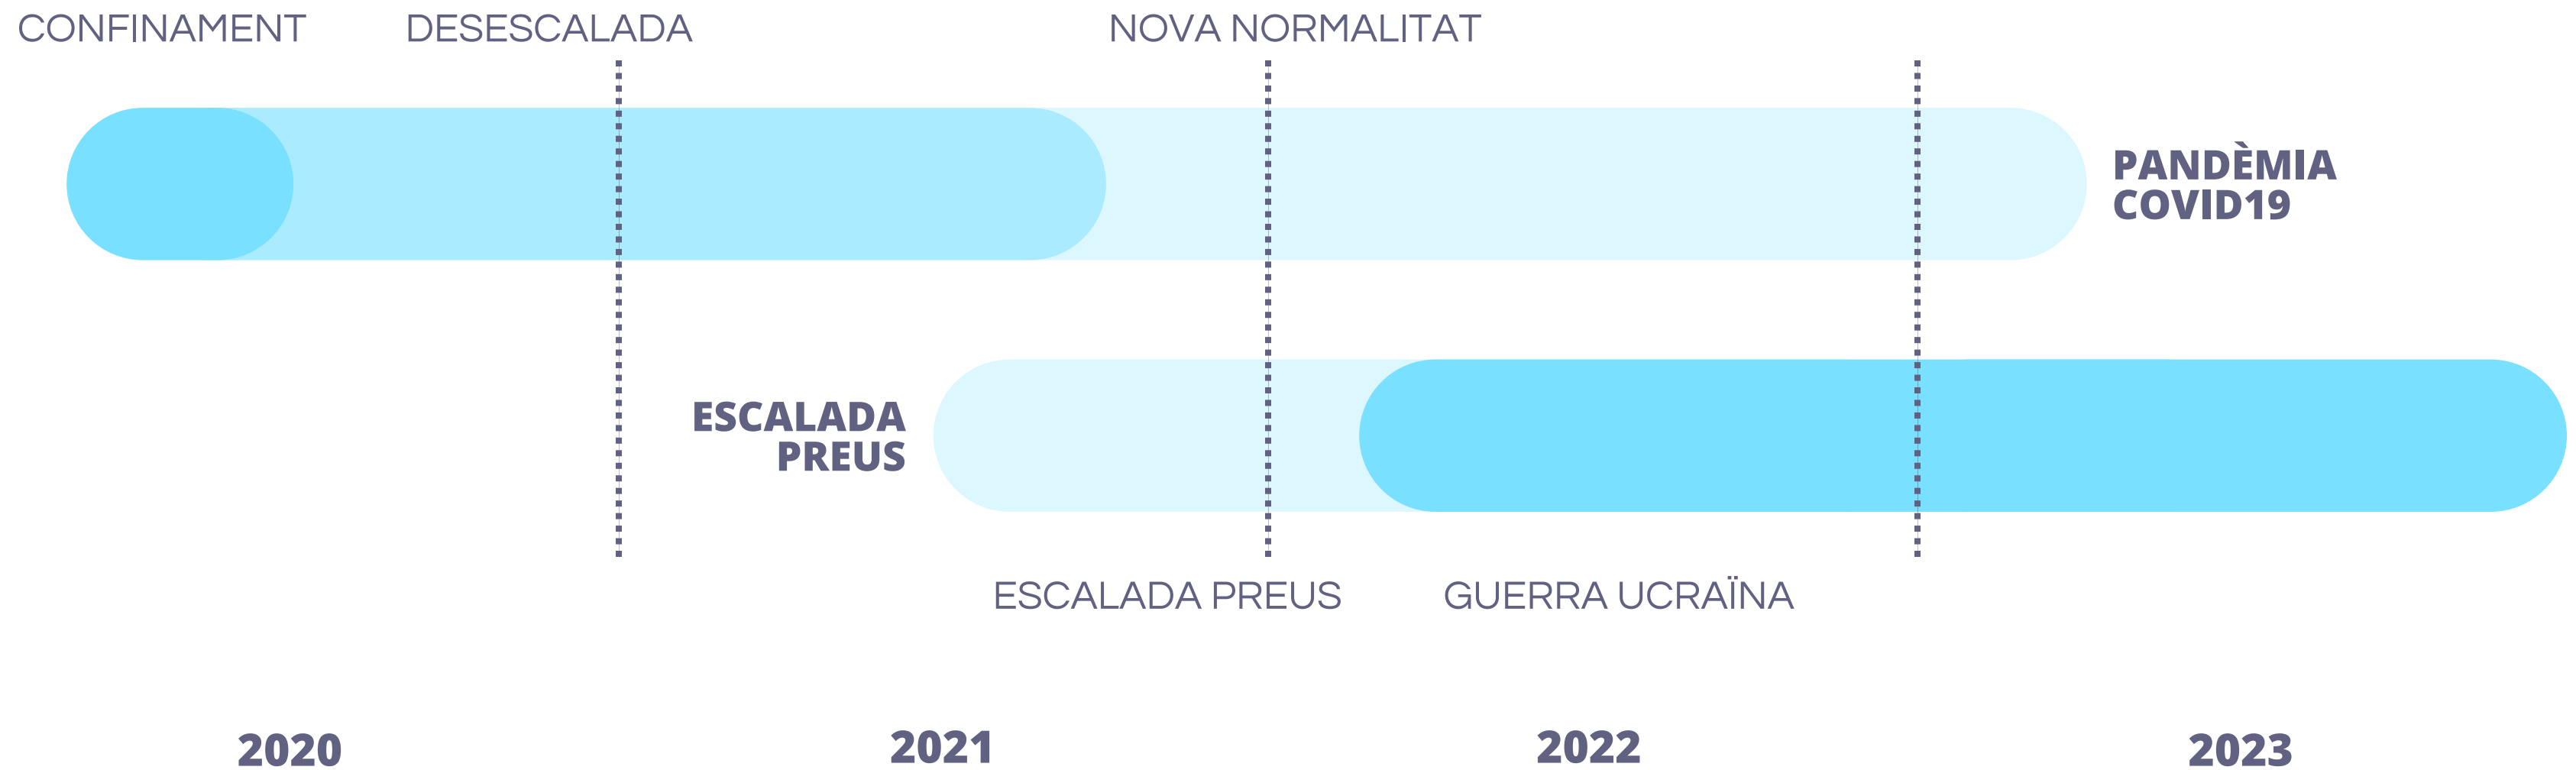 CONFINAMENT
DESESCALADA
NOVA NORMALITAT
PANDÈMIA
COVID19
ESCALADA
PREUS
ESCALADA PREUS
GUERRA UCRAÏNA
2020
2021
2022
2023